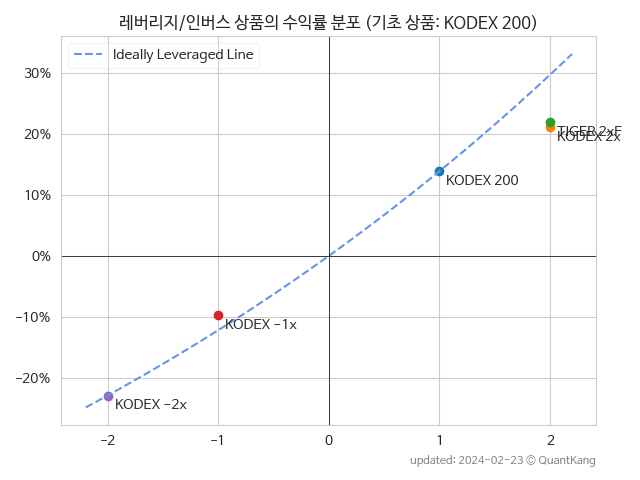 레버리지/인버스 상품의 수익률 분포 (기초 상품: KODEX 200)
Ideally Leveraged Line
30%
20%
10%
0%
−10%
−20%
TIGER 2xF
KODEX 2x
KODEX 200
KODEX −1x
KODEX −2x
−2
−1
0
1
2
updated: 2024-02-23 © QuantKang